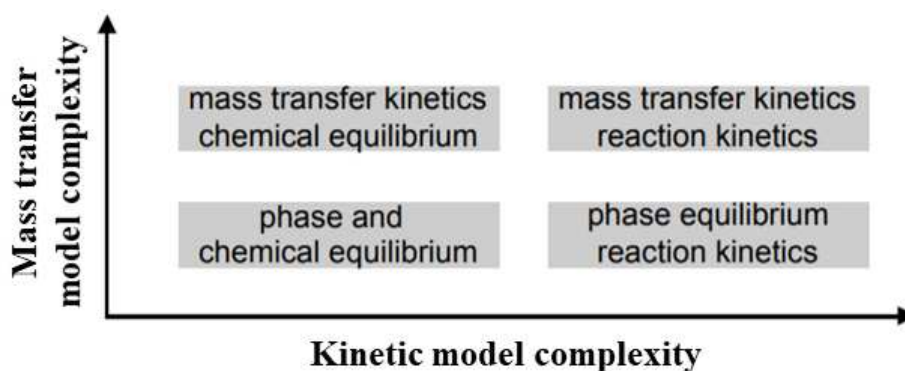 Mass transfer
model complexity
mass transfer kinetics
chemical equilibrium
mass transfer kinetics
reaction kinetics
phase and
chemical equilibrium
phase equilibrium
reaction kinetics
Kinetic model complexity